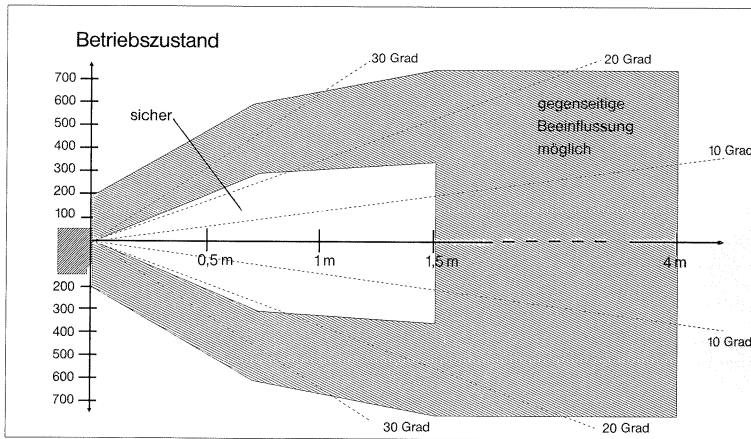 Betriebszustand
30 Grad
20 Grad
700
600
500
400
300
200
100
sicher
gegenseitige
Beeinflussung
möglich
10 Grad
0,5 m
1 m
1,5 m
4 m
200
300
400
500
600
700
10 Grad
20 Grad
30 Grad